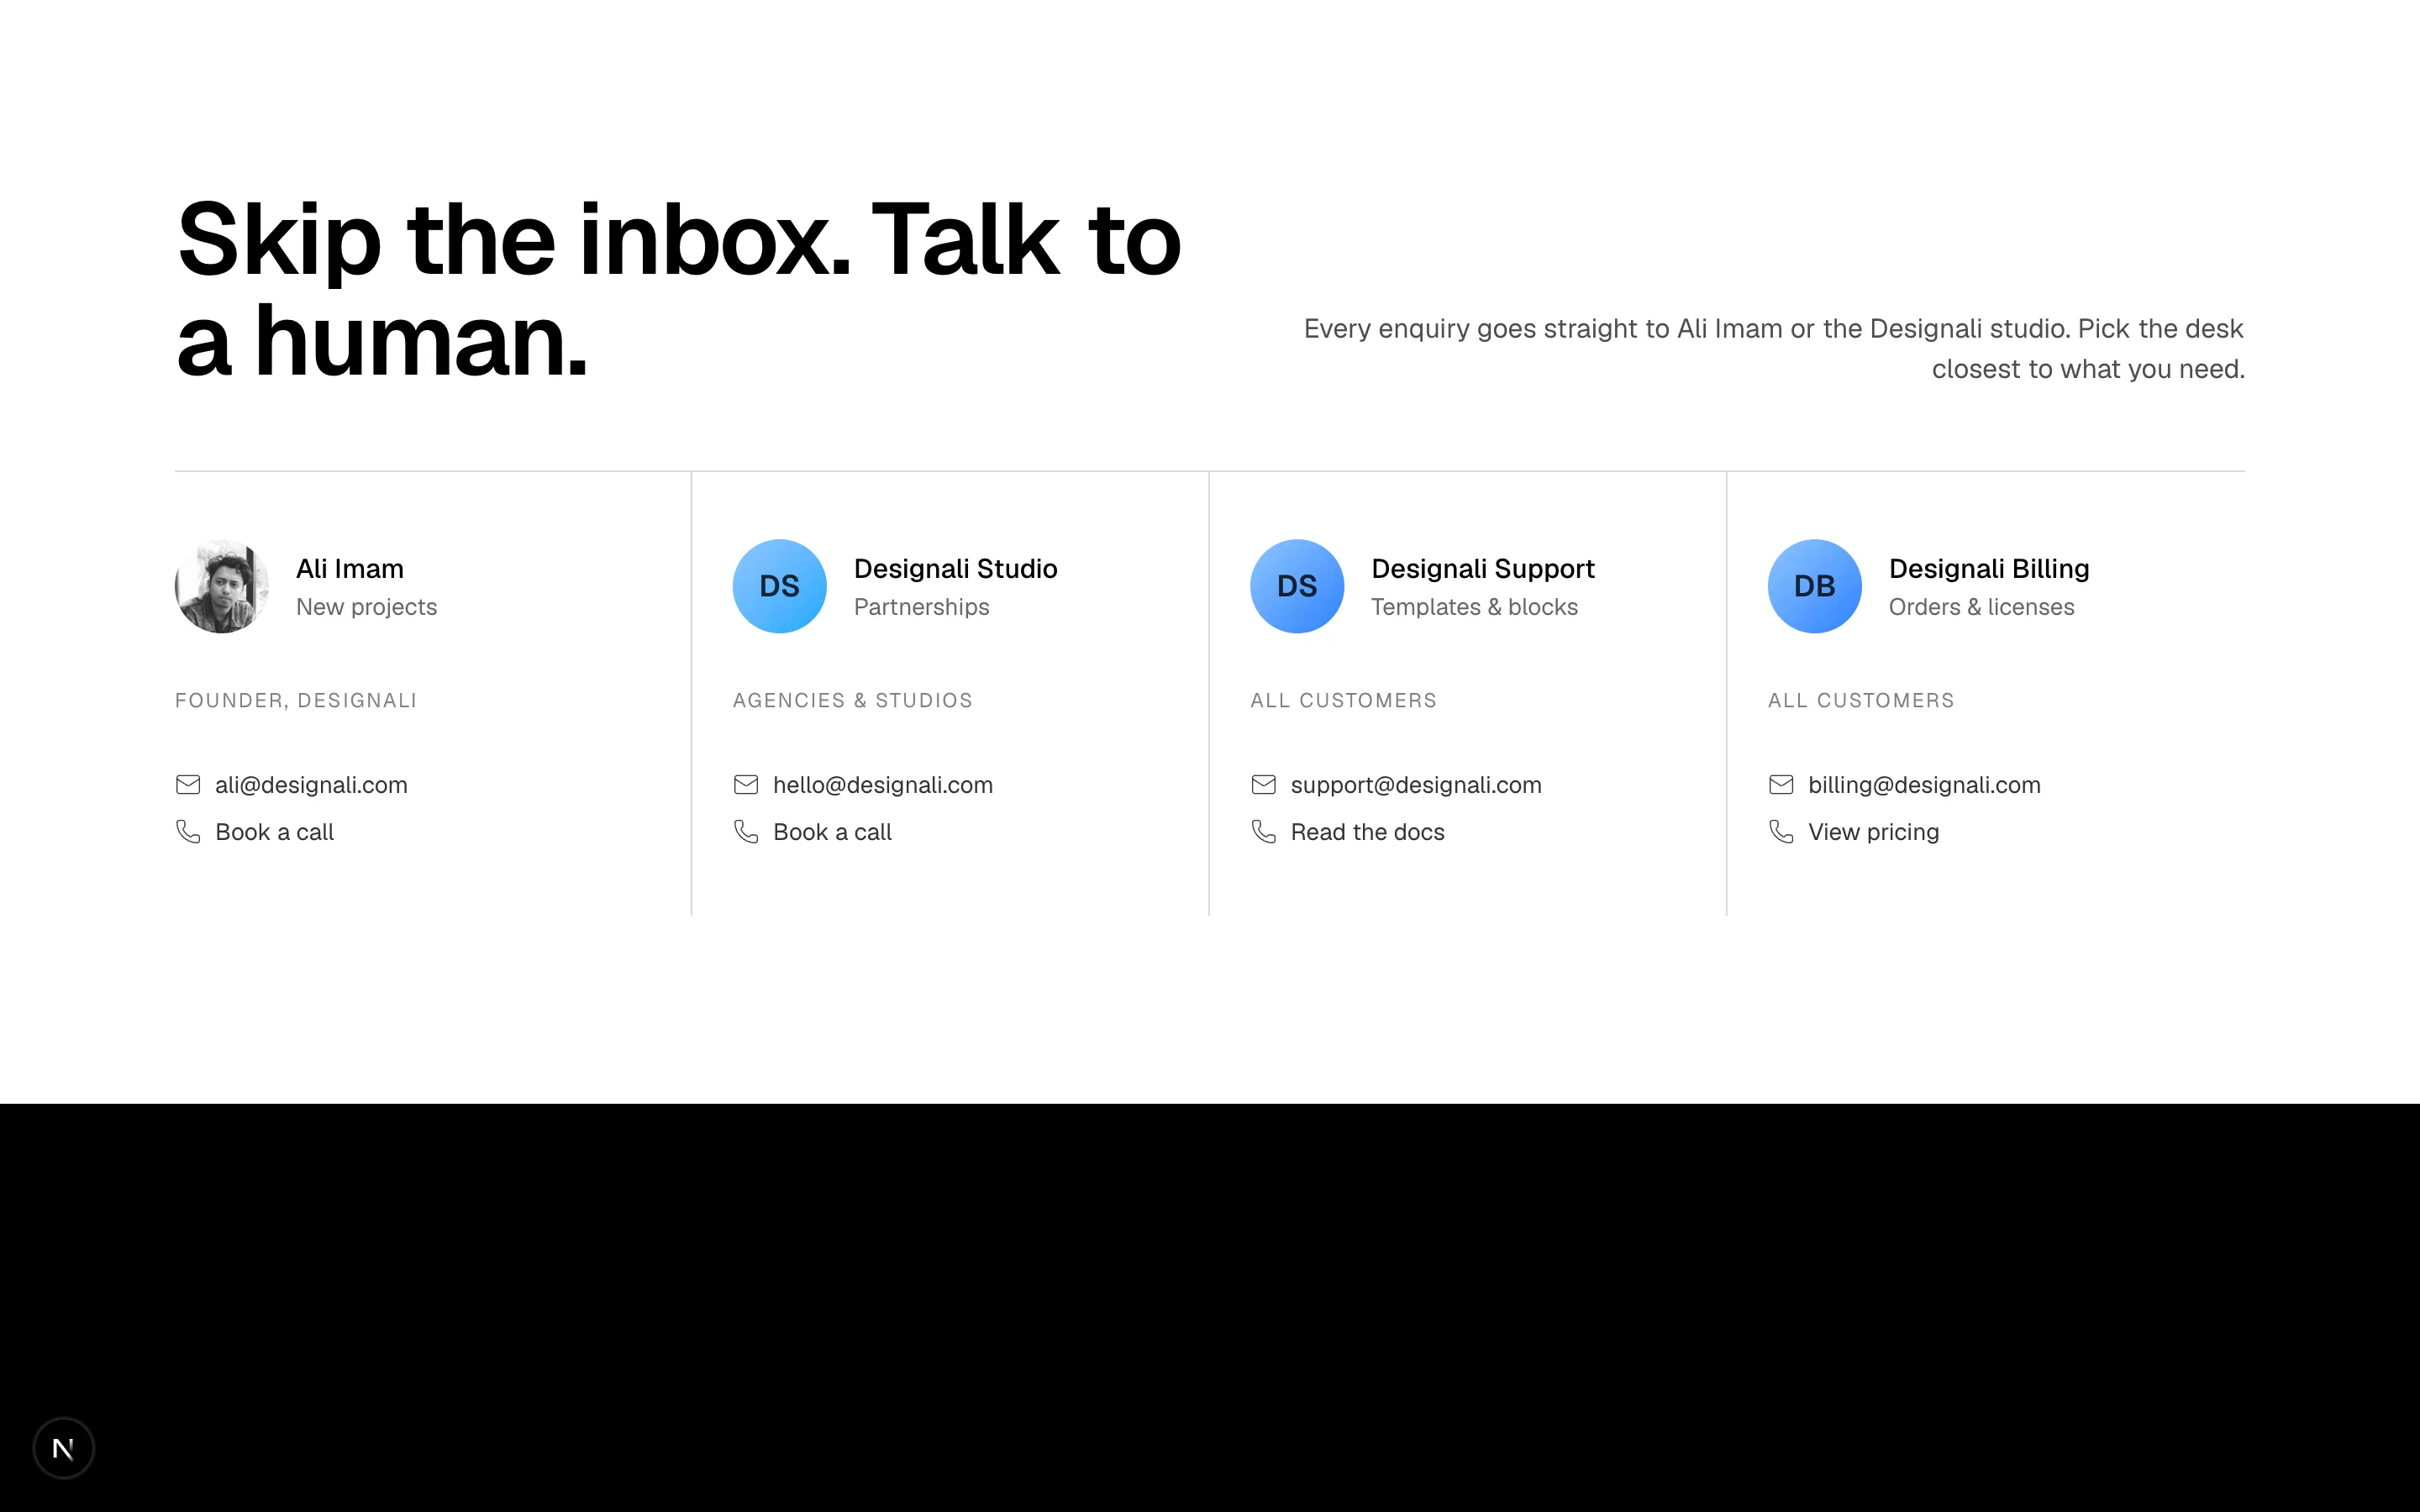 Skip the inbox. Talk to
a human.
Every enquiry goes straight to Ali Imam or the Designali studio. Pick the desk
closest to what you need.
Ali Imam
New projects
FOUNDER, DESIGNALI
ali@designali.com
Book a call
DS
Designali Studio
Partnerships
AGENCIES & STUDIOS
hello@designali.com
Book a call
DS
Designali Support
Templates & blocks
ALL CUSTOMERS
support@designali.com
Read the docs
DB
Designali Billing
Orders & licenses
ALL CUSTOMERS
billing@designali.com
View pricing
N